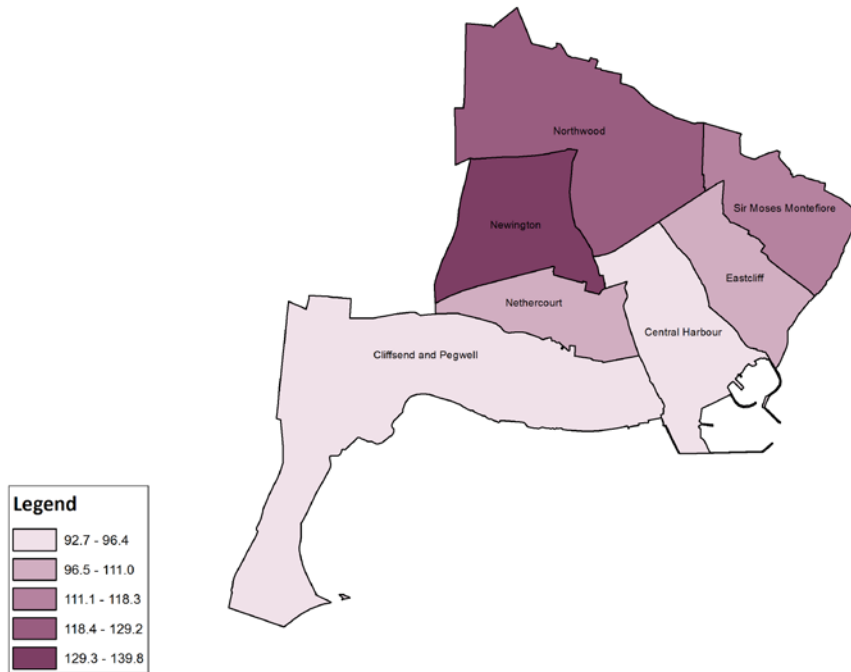 Northwood
Sir Moses Montefiore
Newington
Eastcliff
Nethercourt
Central Harbour
Cliffsend and Pegwell
Legend
92.7 - 96.4
96.5 - 111.0
111.1 - 118.3
118.4 - 129.2
129.3 - 139.8